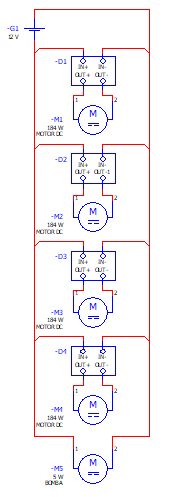 -G1
12 V
-D1
IN+ IN-
OUT+ OUT-
1 2
-M1
M
184 W
MOTOR DC
-D2
IN+ IN-
OUT+ OUT-1
1 2
-M2
M
184 W
MOTOR DC
-D3
IN+ IN-
OUT+ OUT-
1 2
-M3
M
184 W
MOTOR DC
-D4
IN+ IN-
OUT+ OUT-
1 2
-M4
M
184 W
MOTOR DC
1 2
-M5
M
5 W
BOMBA